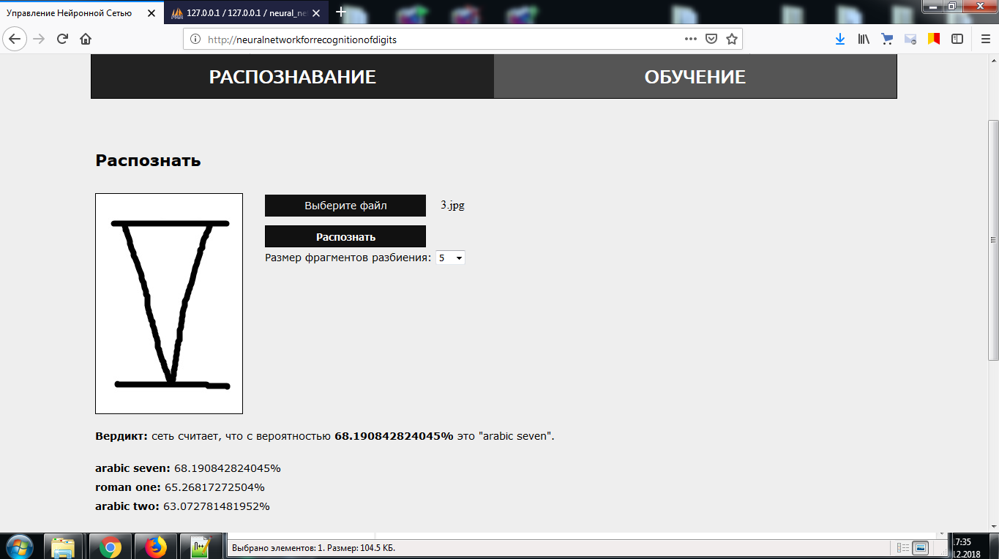 Управление Нейронной Сетью
127.0.0.1 / 127.0.0.1 / neural_ne
http://neuralnetworkforrecognitionofdigits
РАСПОЗНАВАНИЕ
ОБУЧЕНИЕ
Распознать
Выберите файл
3.jpg
Распознать
Размер фрагментов разбиения: 5
Вердикт: сеть считает, что с вероятностью 68.190842824045% это "arabic seven".
arabic seven: 68.190842824045%
roman one: 65.26817272504%
arabic two: 63.072781481952%
Выбрано элементов: 1. Размер: 104.5 КБ.
17:35
.12.2018